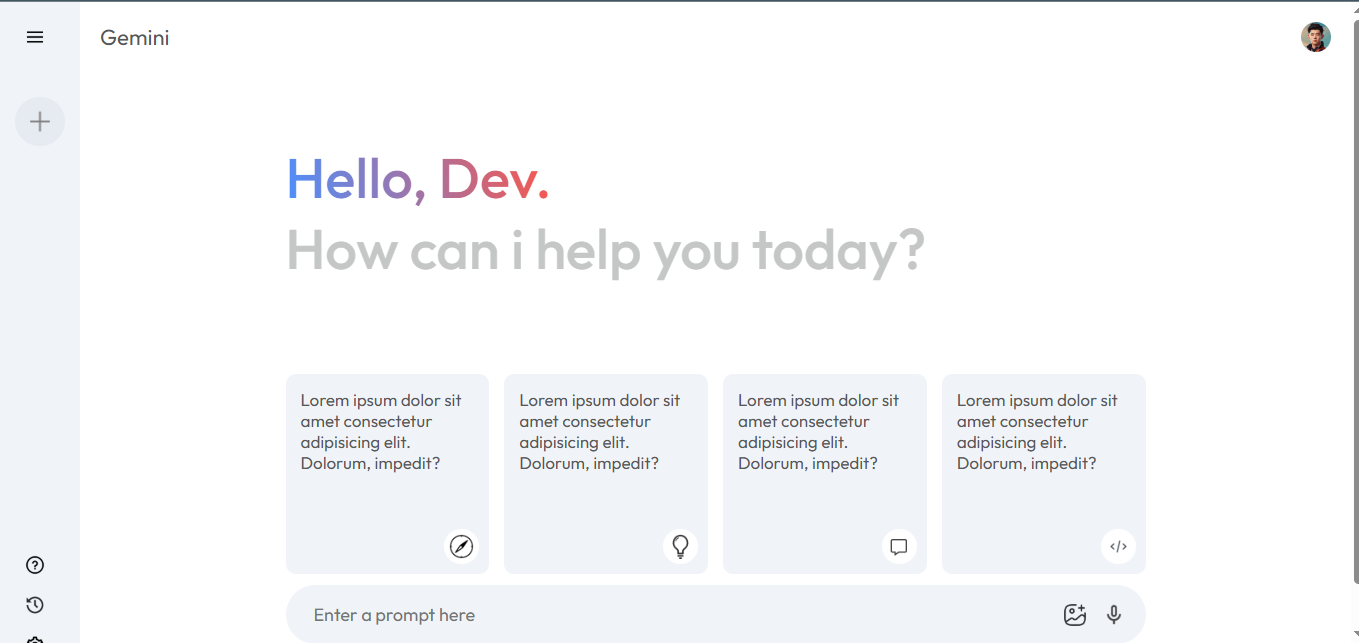 Gemini
Hello, Dev.
How can i help you today?
Lorem ipsum dolor sit
amet consectetur
adipisicing elit.
Dolorum, impedit?
Lorem ipsum dolor sit
amet consectetur
adipisicing elit.
Dolorum, impedit?
Lorem ipsum dolor sit
amet consectetur
adipisicing elit.
Dolorum, impedit?
Lorem ipsum dolor sit
amet consectetur
adipisicing elit.
Dolorum, impedit?
Enter a prompt here